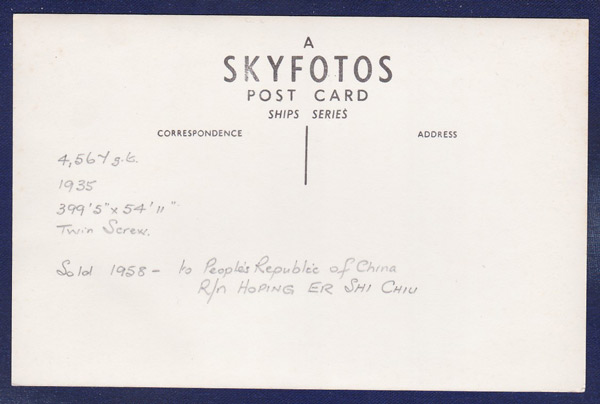 A
SKYFOTOS
POST CARD
SHIPS SERIES
CORRESPONDENCE ADDRESS
4,567 g.t.
1935
399'5" x 54'11"
Twin Screw.
Sold 1958 - to People's Republic of China
R/n HOPING ER SHI CHIU